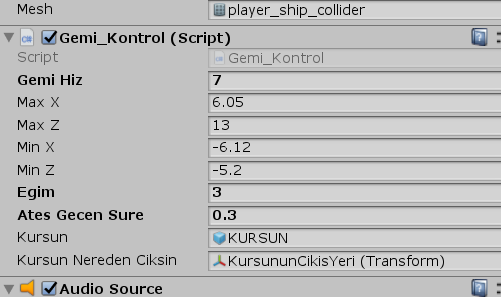 Mesh player_ship_collider
Gemi_Kontrol (Script)
Script Gemi_Kontrol
Gemi Hiz 7
Max X 6.05
Max Z 13
Min X -6.12
Min Z -5.2
Egim 3
Ates Gecen Sure 0.3
Kursun KURSUN
Kursun Nereden Ciksin KursununCikisYeri (Transform)
Audio Source